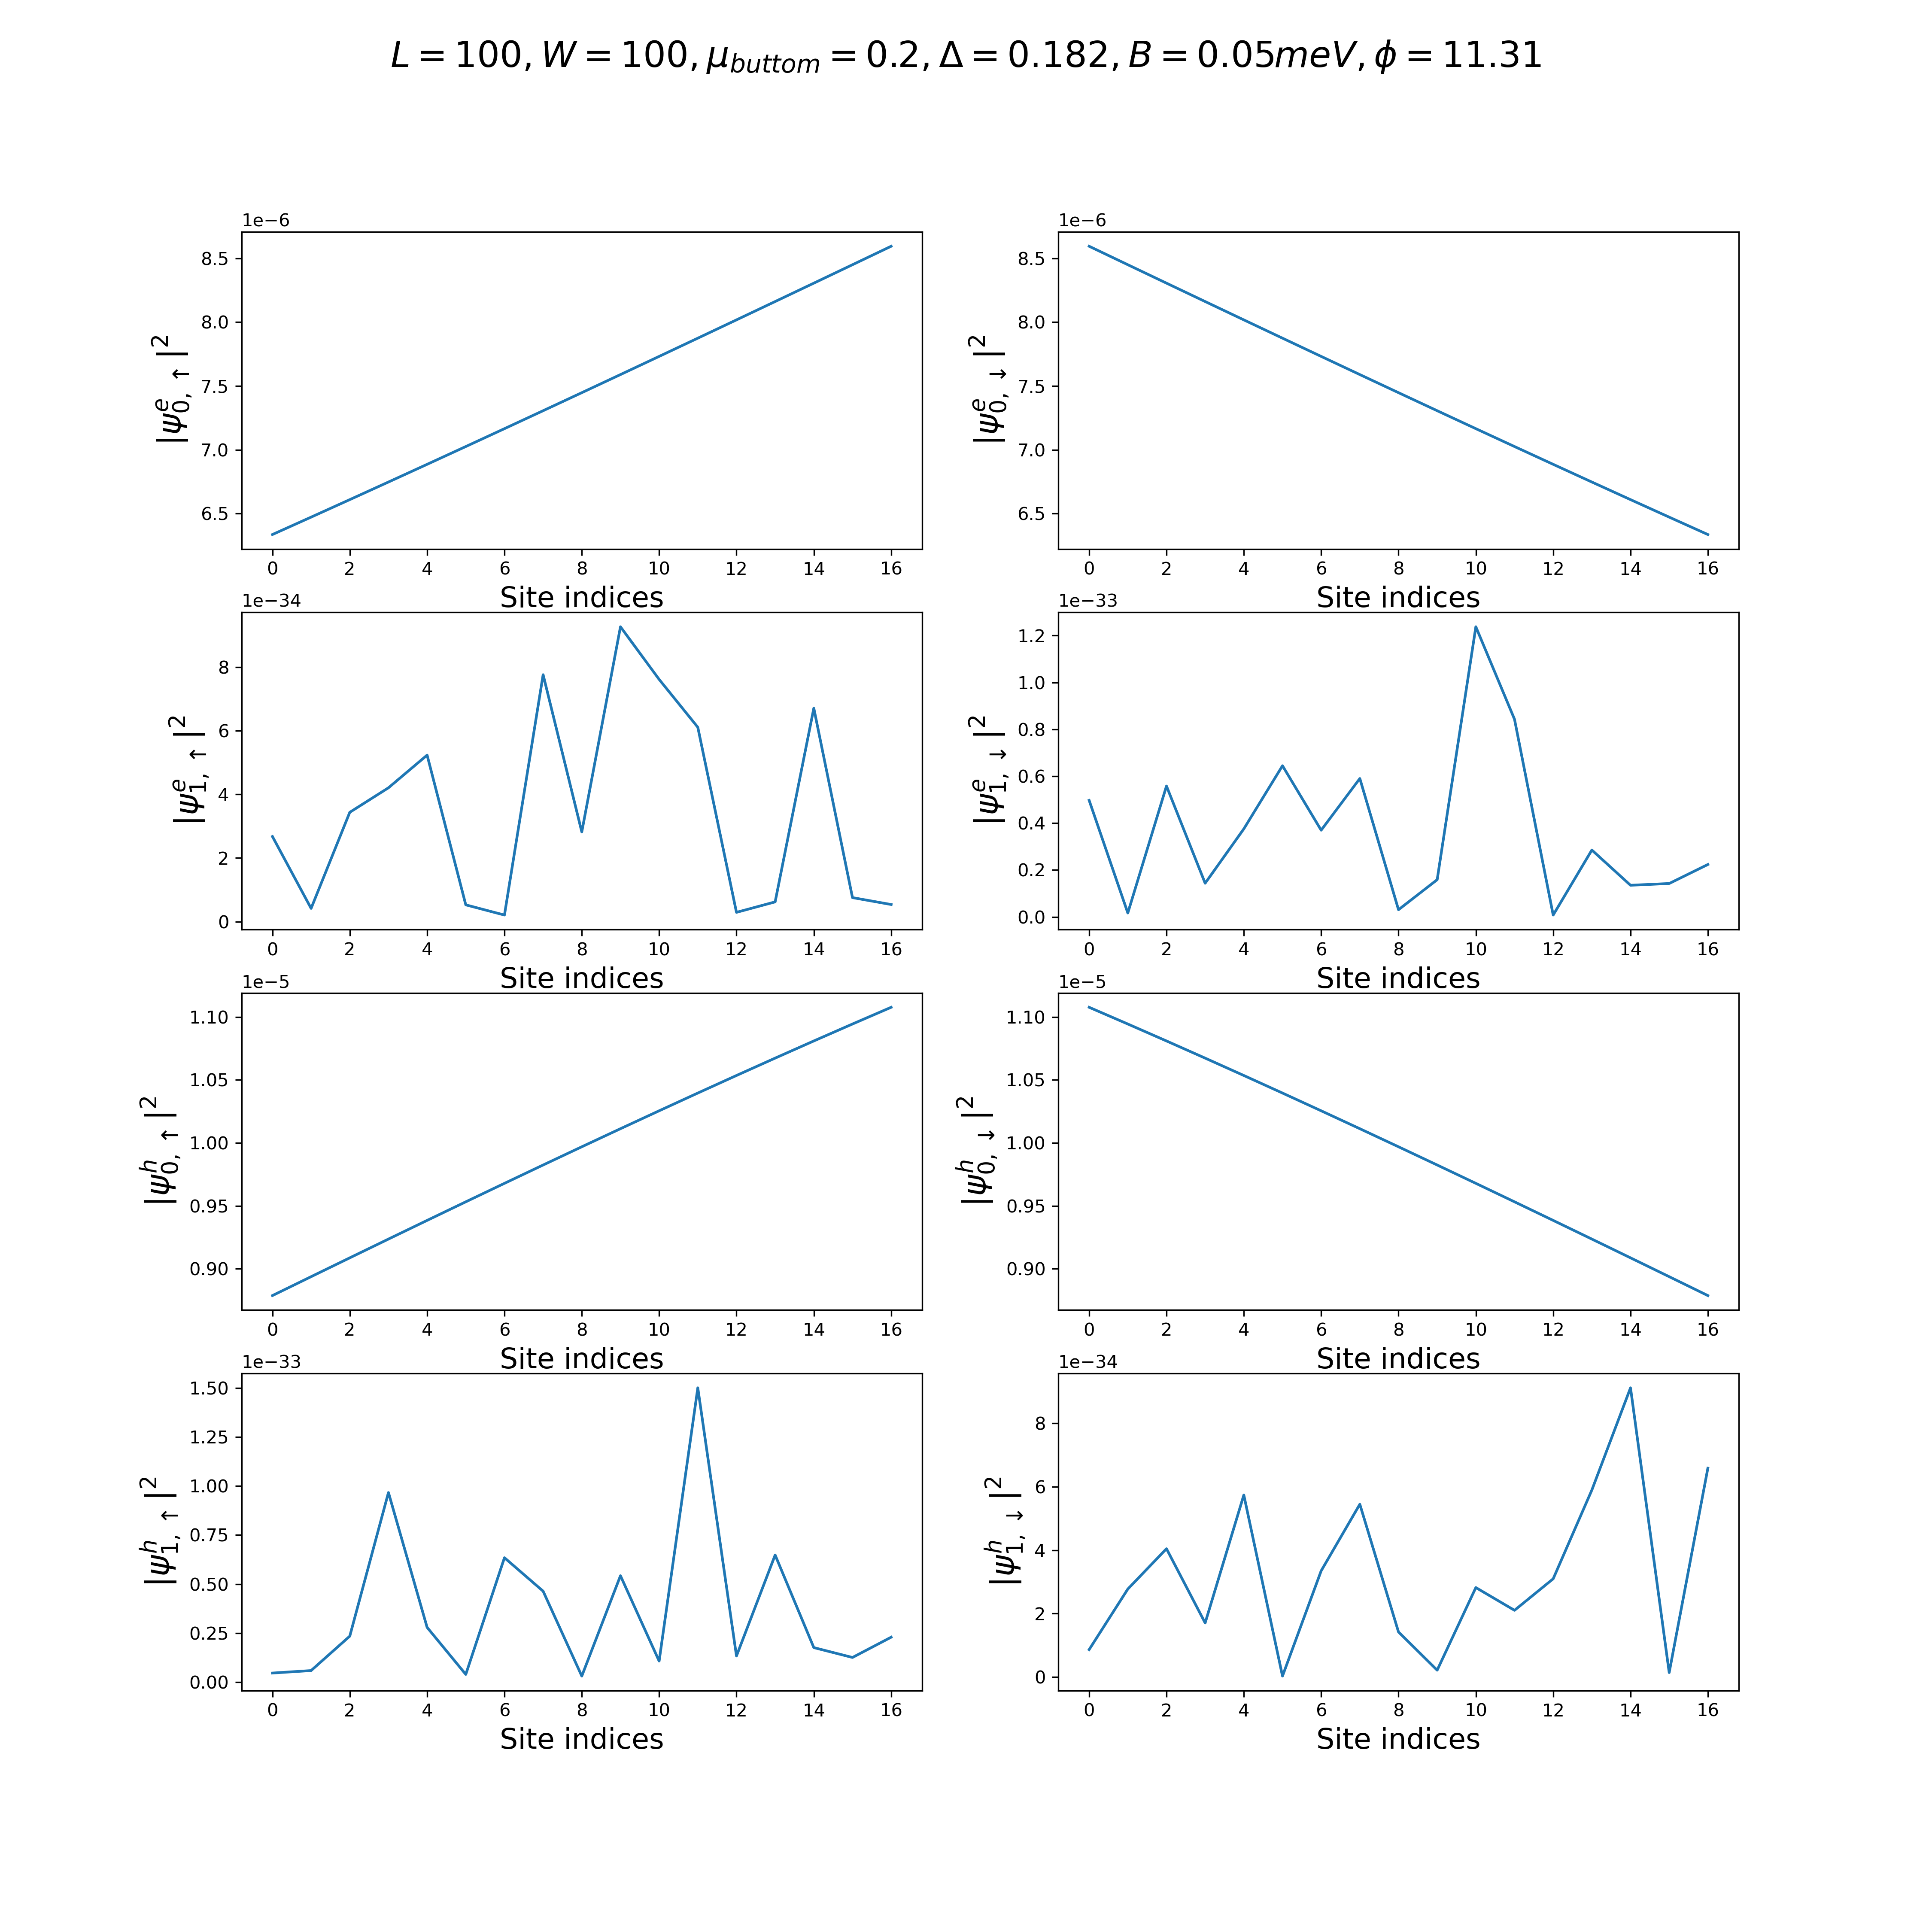 L = 100, W = 100, μ_buttom = 0.2, Δ = 0.182, B = 0.05meV, ϕ = 11.31
1e−6
8.5
8.0
7.5
7.0
6.5
|ψ^e_{0,↑}|^2
0 2 4 6 8 10 12 14 16
Site indices
1e−6
8.5
8.0
7.5
7.0
6.5
|ψ^e_{0,↓}|^2
0 2 4 6 8 10 12 14 16
Site indices
1e−34
8
6
4
2
0
|ψ^e_{1,↑}|^2
0 2 4 6 8 10 12 14 16
Site indices
1e−33
1.2
1.0
0.8
0.6
0.4
0.2
0.0
|ψ^e_{1,↓}|^2
0 2 4 6 8 10 12 14 16
Site indices
1e−5
1.10
1.05
1.00
0.95
0.90
|ψ^h_{0,↑}|^2
0 2 4 6 8 10 12 14 16
Site indices
1e−5
1.10
1.05
1.00
0.95
0.90
|ψ^h_{0,↓}|^2
0 2 4 6 8 10 12 14 16
Site indices
1e−33
1.50
1.25
1.00
0.75
0.50
0.25
0.00
|ψ^h_{1,↑}|^2
0 2 4 6 8 10 12 14 16
Site indices
1e−34
8
6
4
2
0
|ψ^h_{1,↓}|^2
0 2 4 6 8 10 12 14 16
Site indices